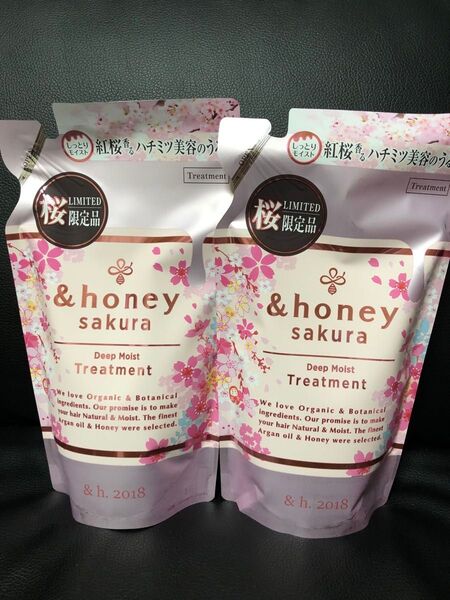 しっとり
モイスト
紅桜香るハチミツ美容のうる
Treatment
桜
LIMITED
限定品
&honey
sakura
Deep Moist
Treatment
We love Organic & Botanical
ingredients. Our promise is to make
your hair Natural & Moist. The finest
Argan oil & Honey were selected.
& h. 2018
しっとり
モイスト
紅桜香るハチミツ美容のうる
Treatment
桜
LIMITED
限定品
&honey
sakura
Deep Moist
Treatment
We love Organic & Botanical
ingredients. Our promise is to make
your hair Natural & Moist. The finest
Argan oil & Honey were selected.
& h. 2018